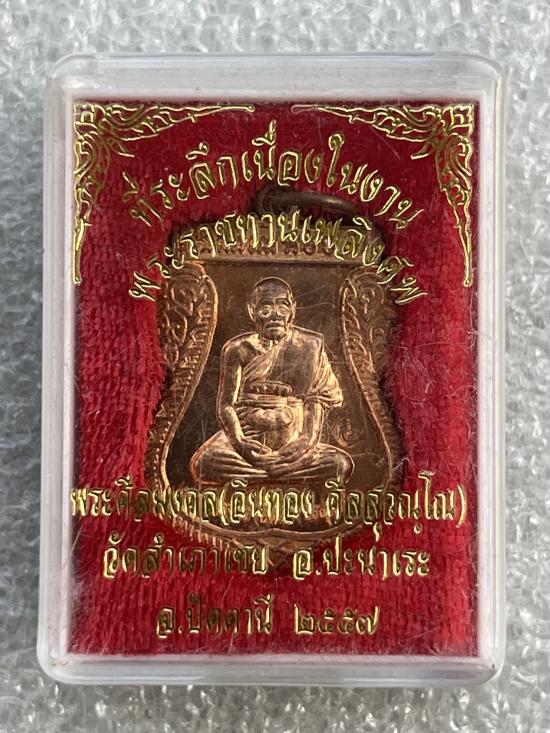 ที่ระลึกเนื่องในงาน
พระราชทานเพลิงศพ
พระศีลมงคล(อินทอง ศีลสุวณฺโณ)
วัดสำเภาเชย อ.ปะนาเระ
จ.ปัตตานี ๒๕๕๗